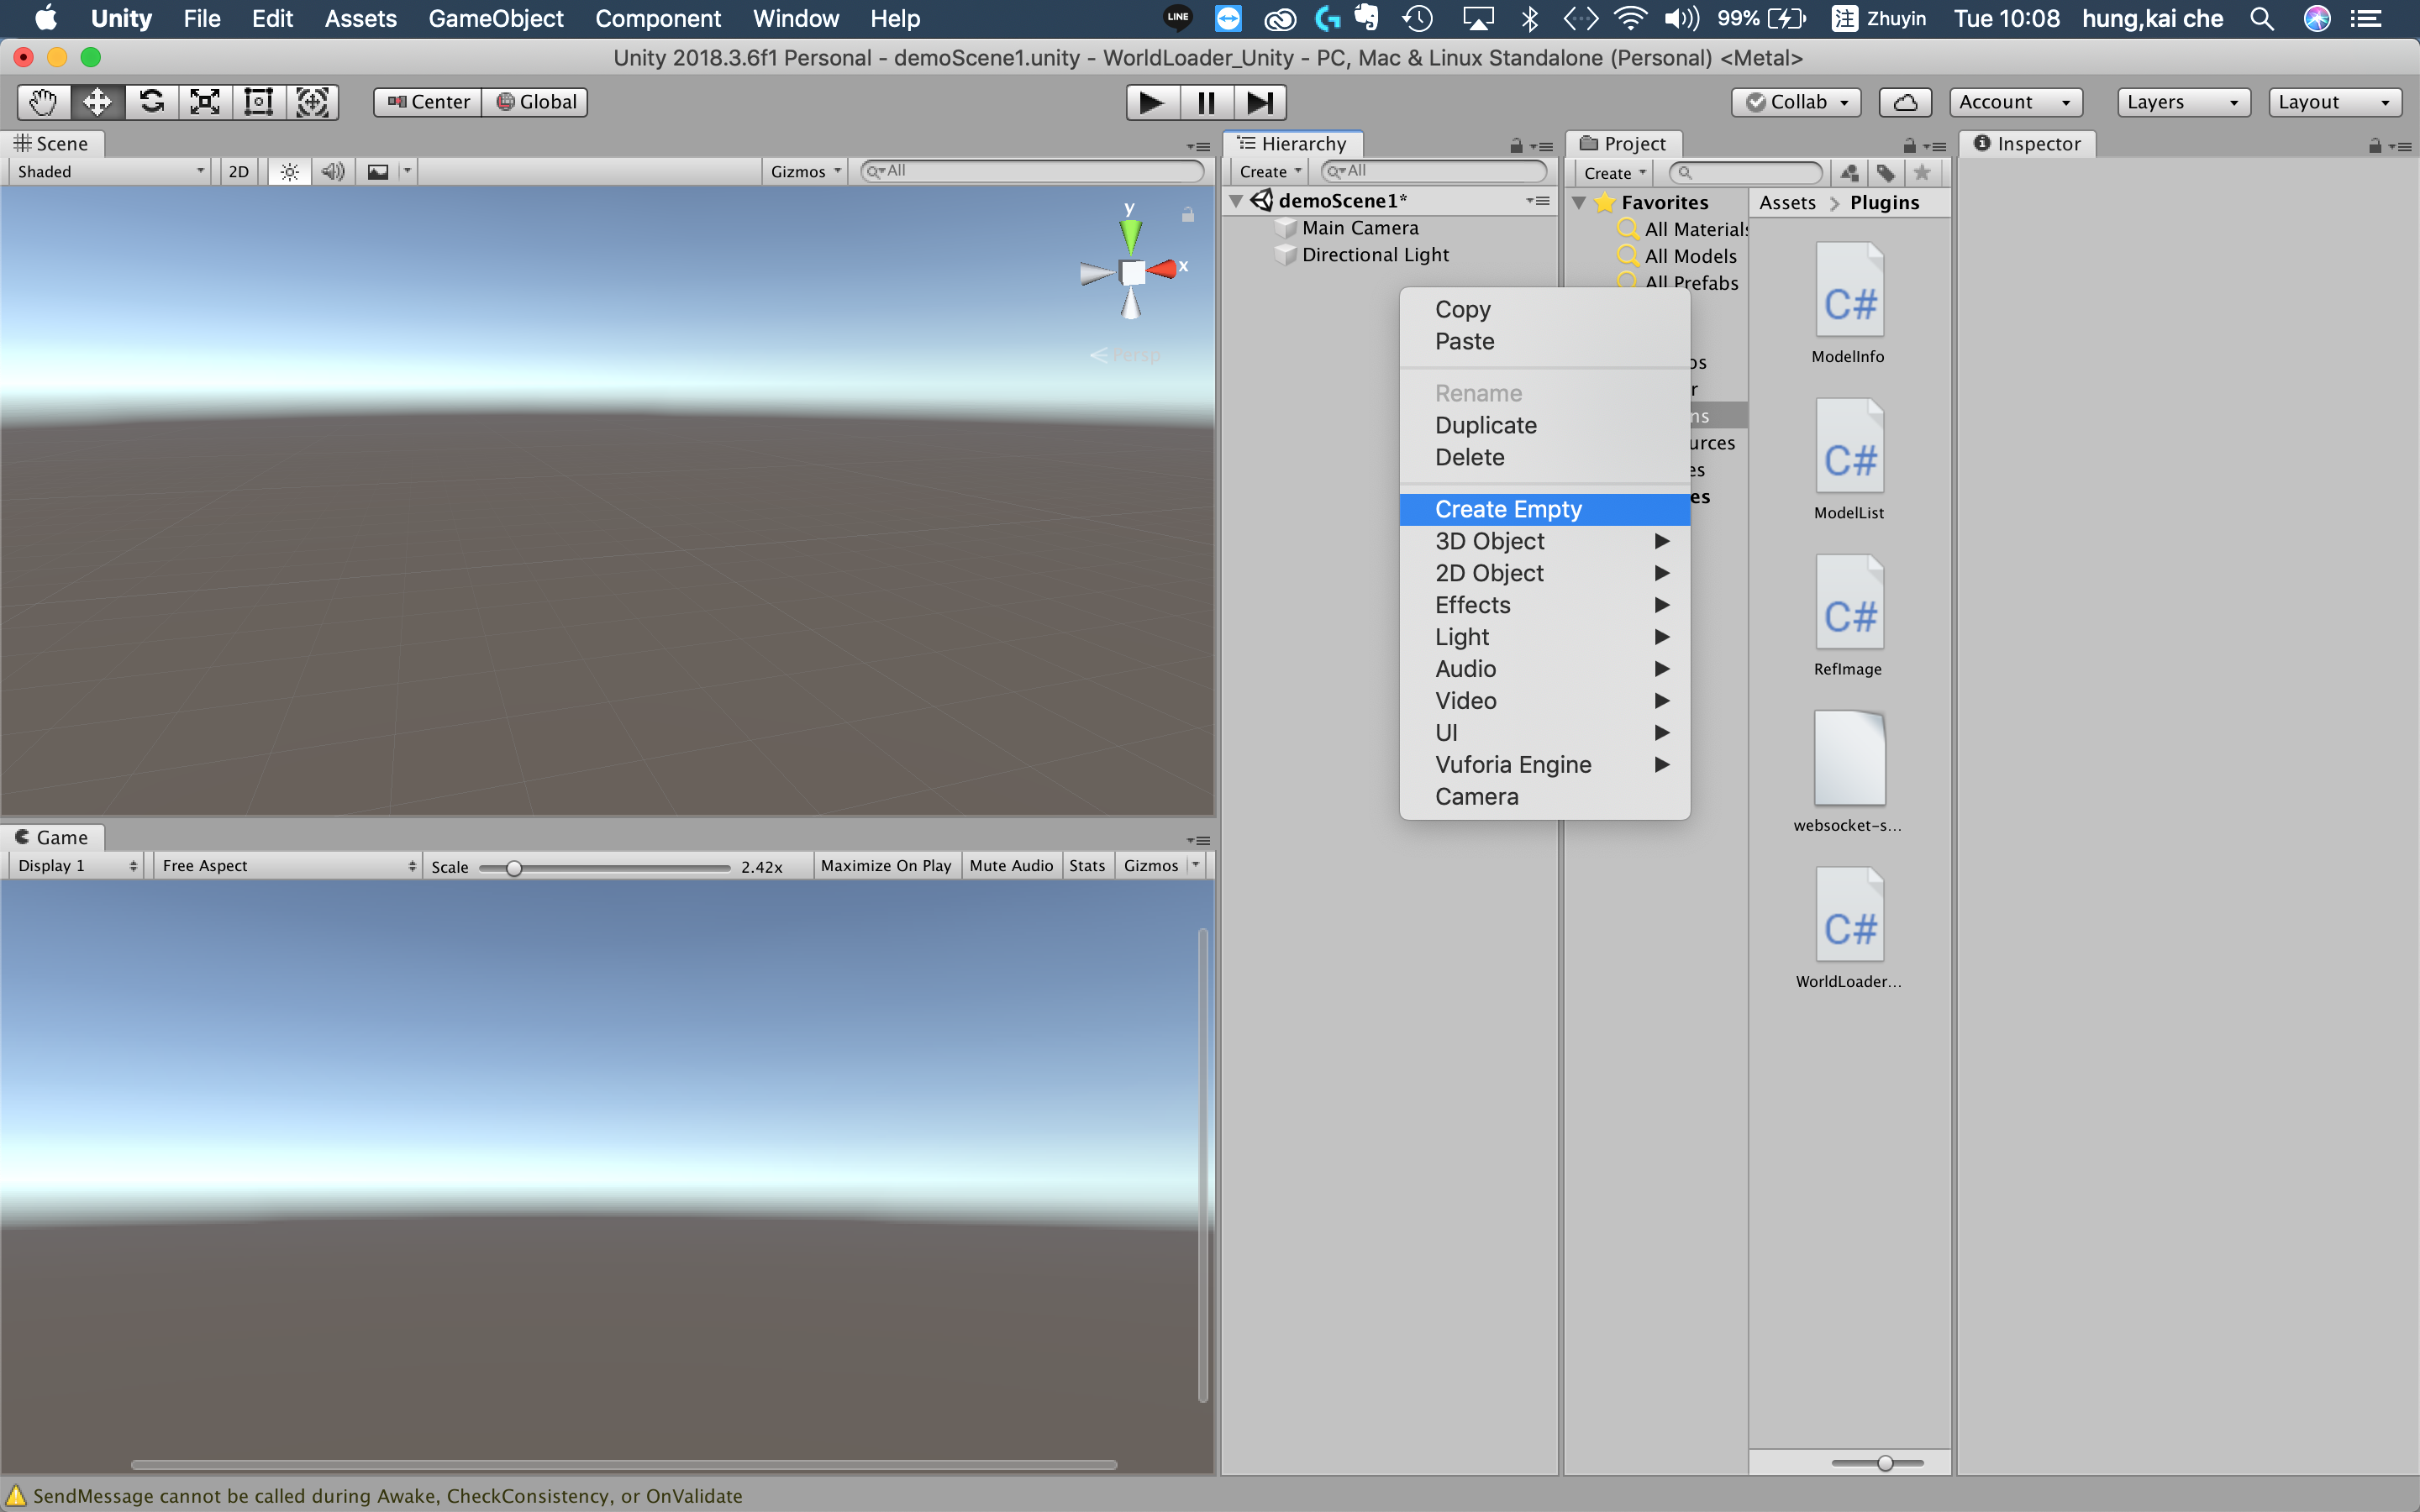 Unity File Edit Assets GameObject Component Window Help LINE 99% 注 Zhuyin Tue 10:08 hung,kai che
Unity 2018.3.6f1 Personal - demoScene1.unity - WorldLoader_Unity - PC, Mac & Linux Standalone (Personal) <Metal>
Center Global Collab Account Layers Layout
Scene
Shaded 2D Gizmos All
y
x
Persp
Game
Display 1 Free Aspect Scale 2.42x Maximize On Play Mute Audio Stats Gizmos
Hierarchy
Create All
demoScene1*
Main Camera
Directional Light
Copy
Paste
Rename
Duplicate
Delete
Create Empty
3D Object
2D Object
Effects
Light
Audio
Video
UI
Vuforia Engine
Camera
Project
Create
Favorites
All Materials
All Models
All Prefabs
os
r
ns
urces
es
es
Assets > Plugins
C#
ModelInfo
C#
ModelList
C#
RefImage
websocket-s...
C#
WorldLoader...
Inspector
SendMessage cannot be called during Awake, CheckConsistency, or OnValidate